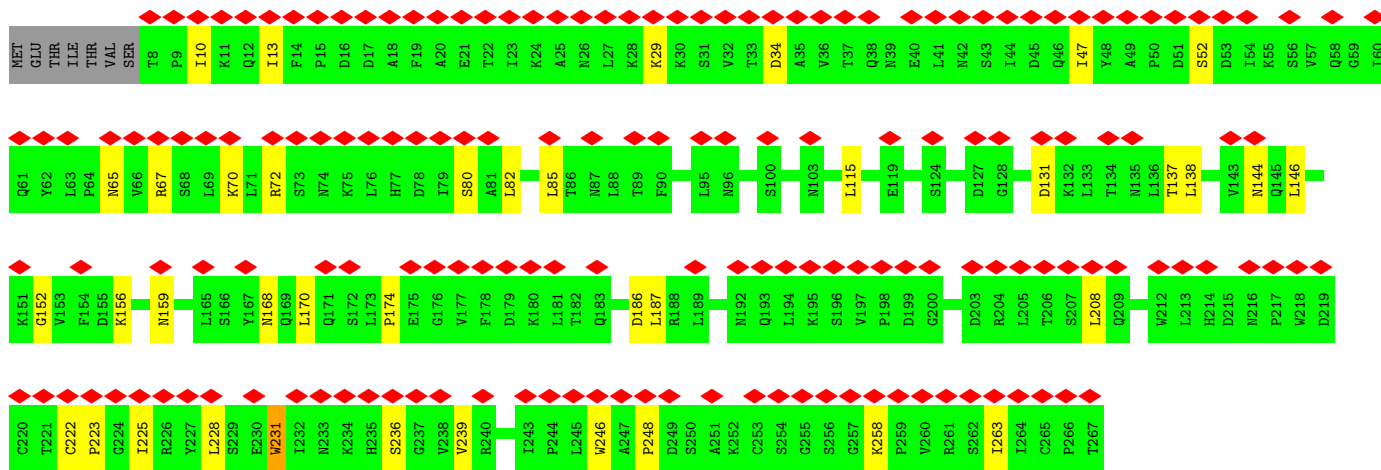 MET GLU THR ILE THR VAL SER T8 P9 I10 K11 Q12 I13 F14 P15 D16 D17 A18 F19 A20 E21 T22 I23 K24 A25 N26 L27 K28 K29 K30 S31 V32 T33 D34 A35 V36 T37 Q38 N39 E40 L41 N42 S43 I44 D45 Q46 I47 Y48 A49 P50 D51 S52 D53 I54 K55 S56 V57 Q58 G59 I60
Q61 Y62 L63 P64 N65 V66 R67 S68 L69 K70 L71 R72 S73 N74 K75 L76 H77 D78 I79 S80 A81 L82 L85 T86 N87 L88 T89 F90 L95 N96 S100 N103 L115 E119 S124 D127 G128 D131 K132 L133 T134 N135 L136 T137 L138 V143 N144 Q145 L146
K151 G152 V153 F154 D155 K156 N159 L165 S166 Y167 N168 Q169 L170 Q171 S172 L173 P174 E175 G176 V177 F178 D179 K180 L181 T182 Q183 D186 L187 R188 L189 N192 Q193 L194 K195 S196 V197 P198 D199 G200 D203 R204 L205 T206 S207 L208 Q209 W212 L213 H214 D215 N216 P217 W218 D219
C220 T221 C222 P223 G224 I225 R226 Y227 L228 S229 E230 W231 I232 N233 K234 H235 S236 G237 V238 V239 R240 I243 P244 L245 W246 A247 P248 D249 S250 A251 K252 C253 S254 G255 S256 G257 K258 P259 V260 R261 S262 I263 I264 C265 P266 T267